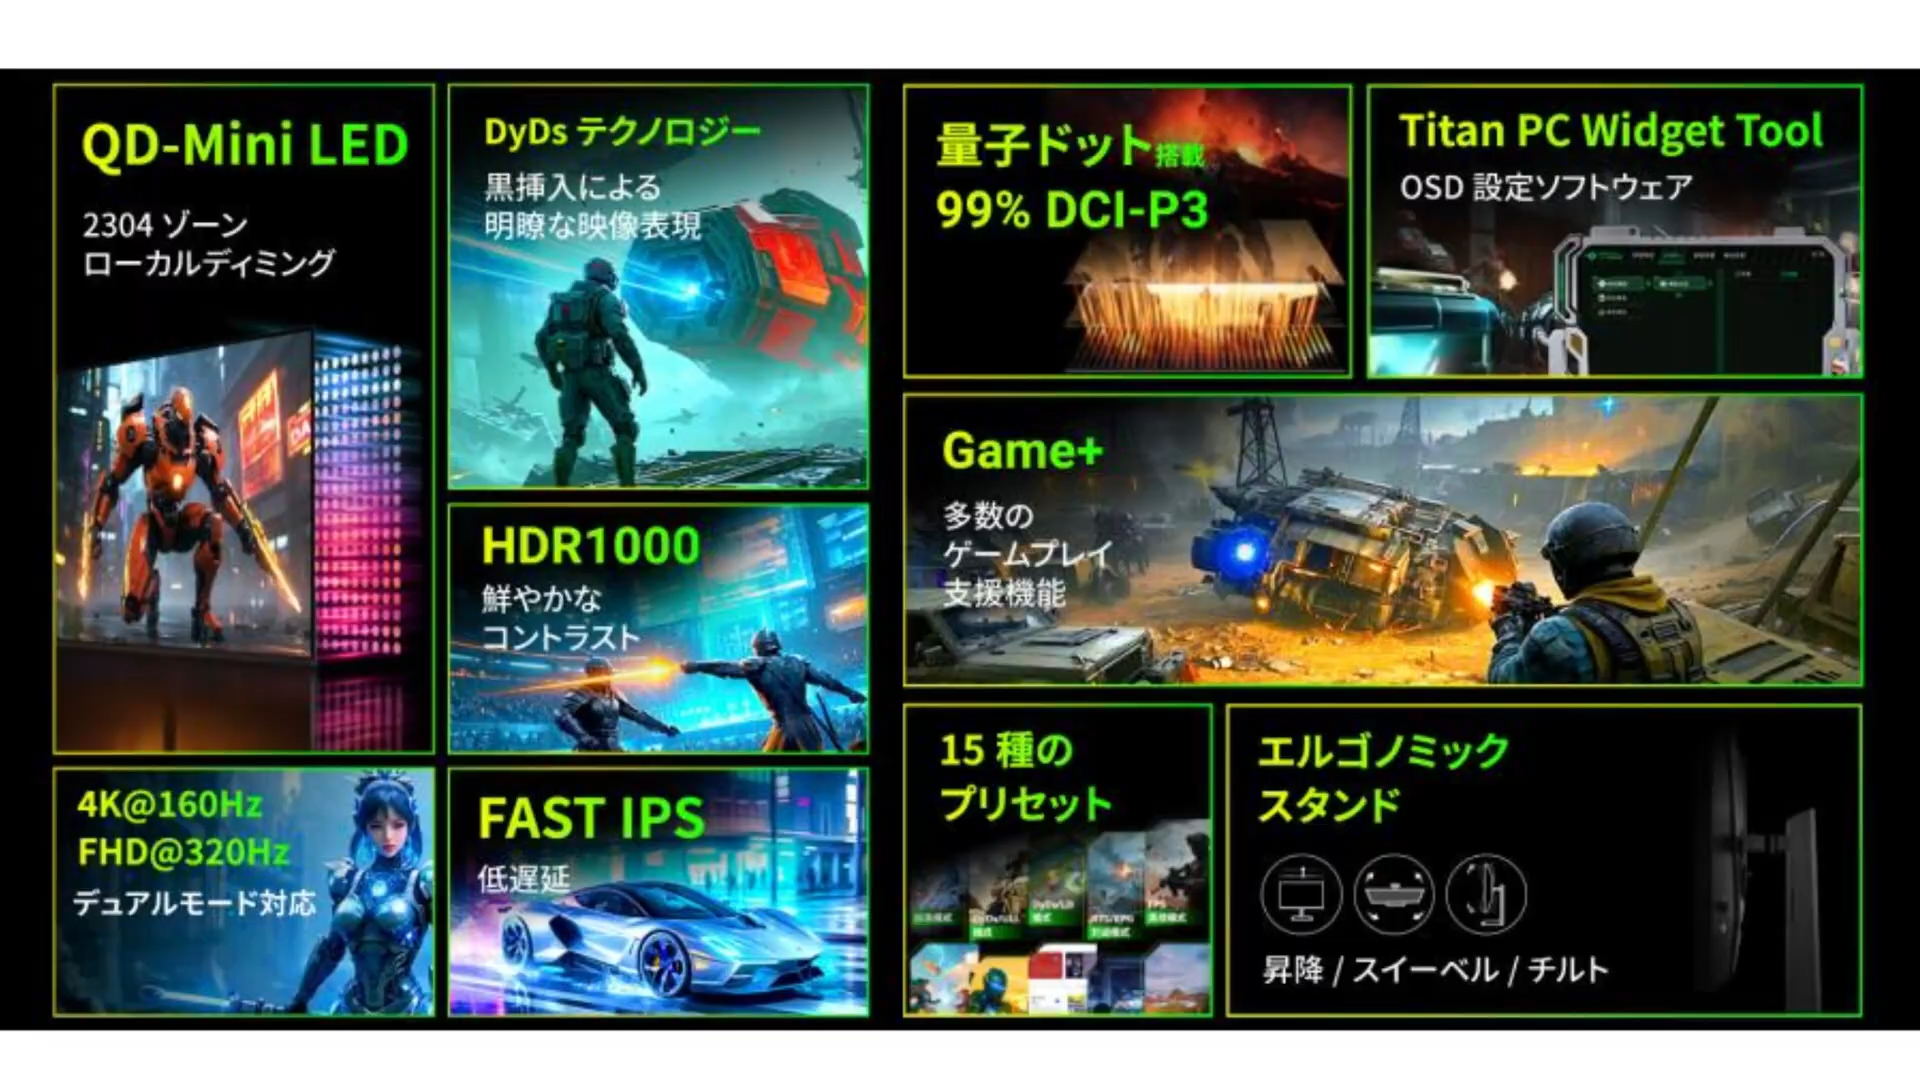 QD-Mini LED
2304 ゾーン
ローカルディミング
DyDs テクノロジー
黒挿入による
明瞭な映像表現
HDR1000
鮮やかな
コントラスト
4K@160Hz
FHD@320Hz
デュアルモード対応
FAST IPS
低遅延
量子ドット搭載
99% DCI-P3
Titan PC Widget Tool
OSD 設定ソフトウェア
Game+
多数の
ゲームプレイ
支援機能
15 種の
プリセット
エルゴノミック
スタンド
昇降 / スイーベル / チルト